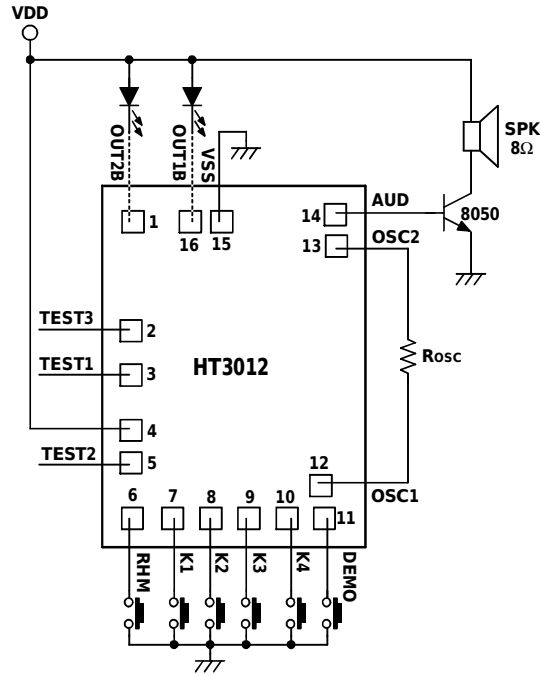 VDD
OUT2B
OUT1B
VSS
SPK
8Ω
1
16
15
14
AUD
8050
13
OSC2
TEST3
2
TEST1
3
HT3012
Rosc
4
TEST2
5
12
OSC1
6
7
8
9
10
11
RHM
K1
K2
K3
K4
DEMO